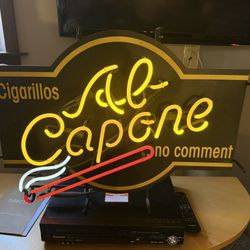 Al-
Cigarillos
Capone
no comment